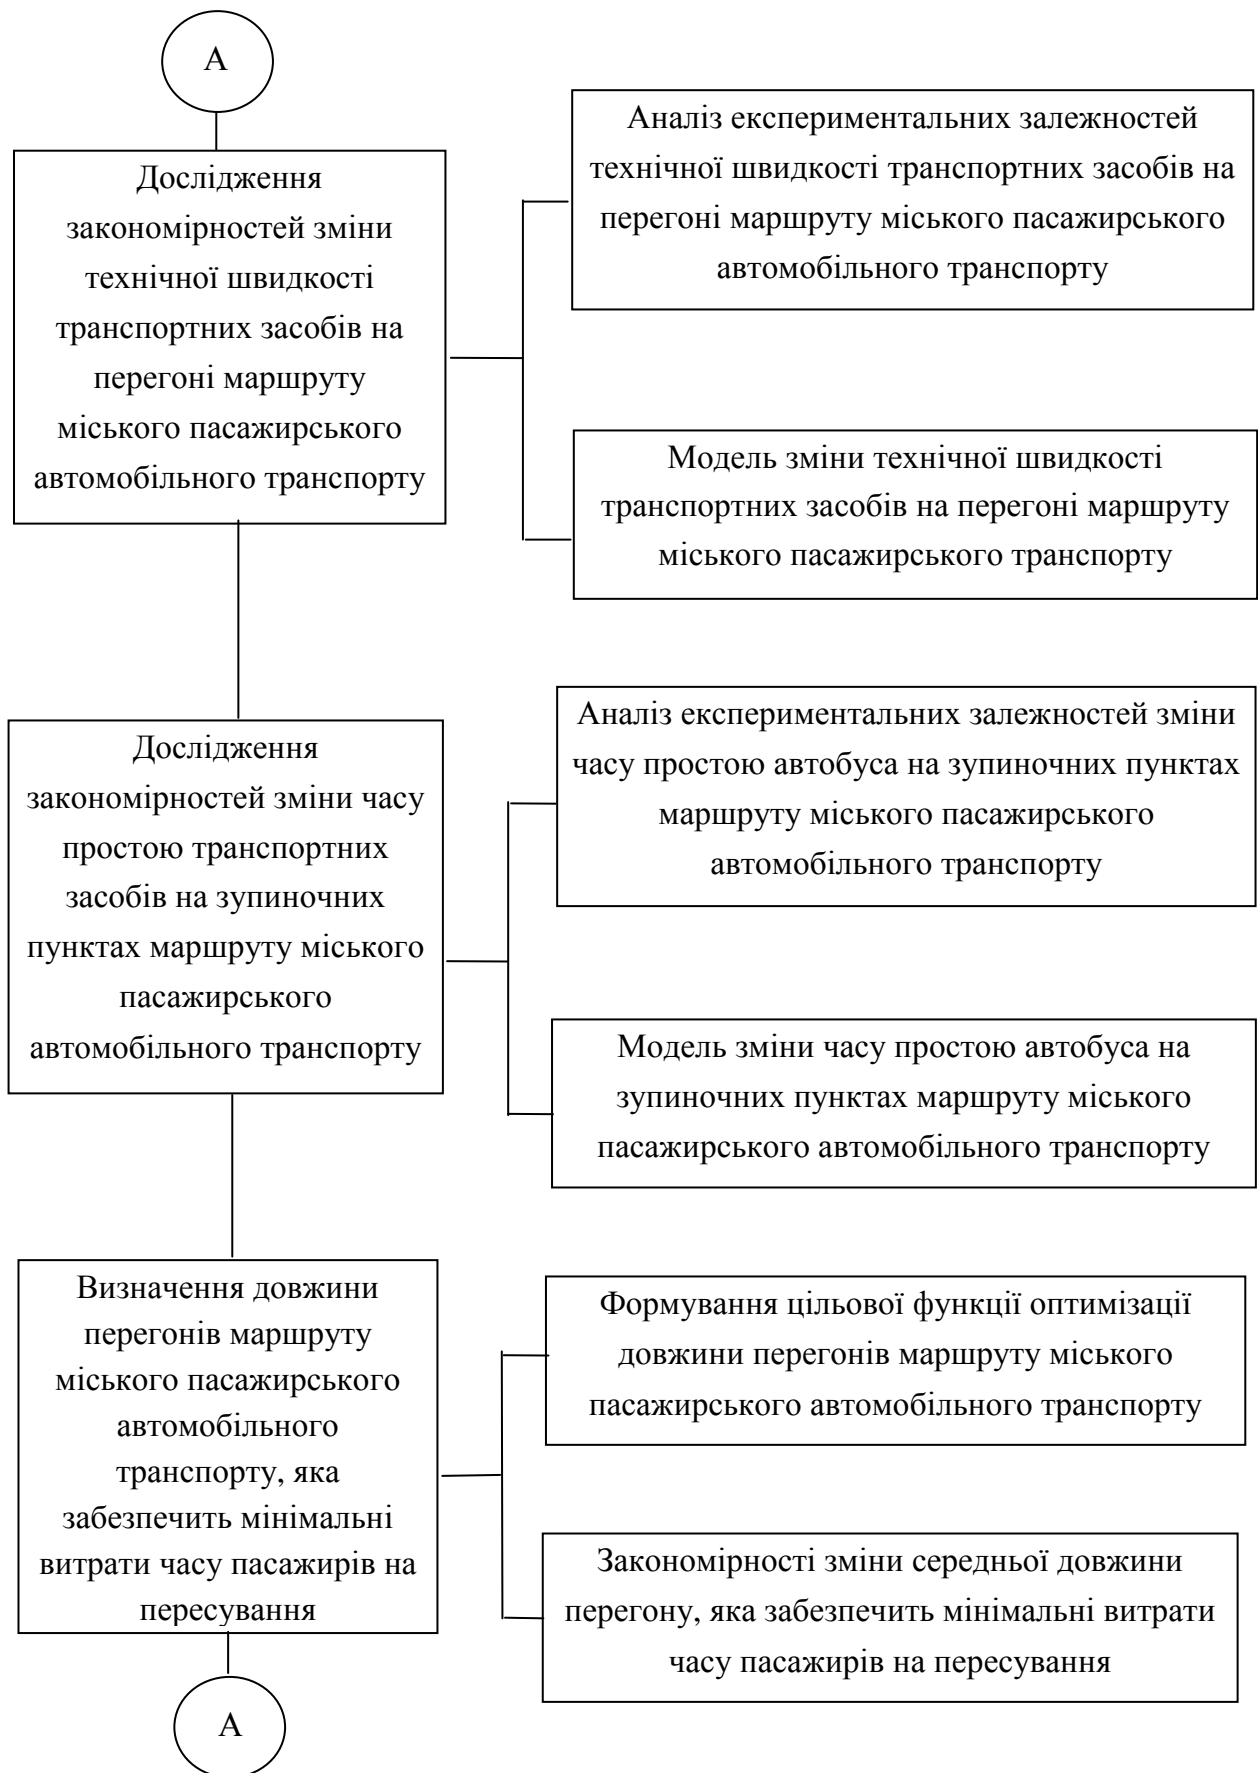 А
Дослідження
закономірностей зміни
технічної швидкості
транспортних засобів на
перегоні маршруту
міського пасажирського
автомобільного транспорту
Аналіз експериментальних залежностей
технічної швидкості транспортних засобів на
перегоні маршруту міського пасажирського
автомобільного транспорту
Модель зміни технічної швидкості
транспортних засобів на перегоні маршруту
міського пасажирського транспорту
Дослідження
закономірностей зміни часу
простою транспортних
засобів на зупиночних
пунктах маршруту міського
пасажирського
автомобільного транспорту
Аналіз експериментальних залежностей зміни
часу простою автобуса на зупиночних пунктах
маршруту міського пасажирського
автомобільного транспорту
Модель зміни часу простою автобуса на
зупиночних пунктах маршруту міського
пасажирського автомобільного транспорту
Визначення довжини
перегонів маршруту
міського пасажирського
автомобільного
транспорту, яка
забезпечить мінімальні
витрати часу пасажирів на
пересування
Формування цільової функції оптимізації
довжини перегонів маршруту міського
пасажирського автомобільного транспорту
Закономірності зміни середньої довжини
перегону, яка забезпечить мінімальні витрати
часу пасажирів на пересування
А